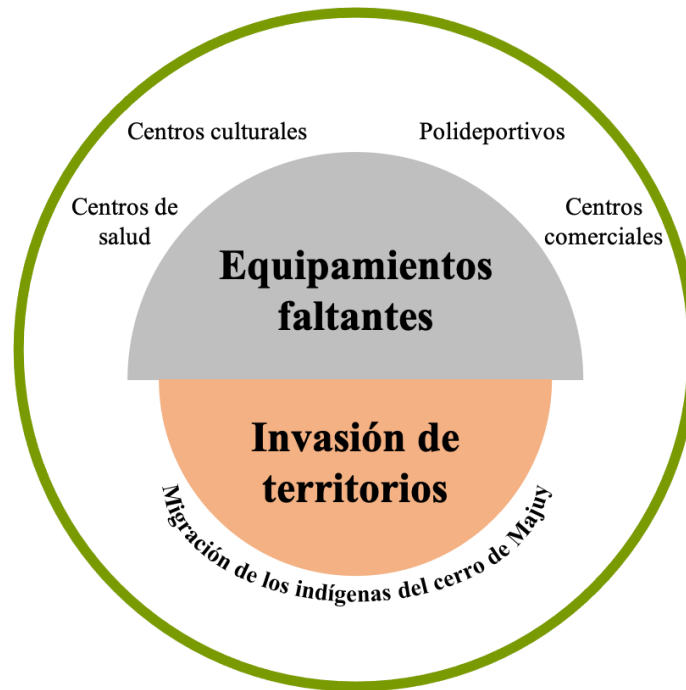 Centros culturales
Polideportivos
Centros de
salud
Centros
comerciales
Equipamientos
faltantes
Invasión de
territorios
Migración de los indígenas del cerro de Majuy